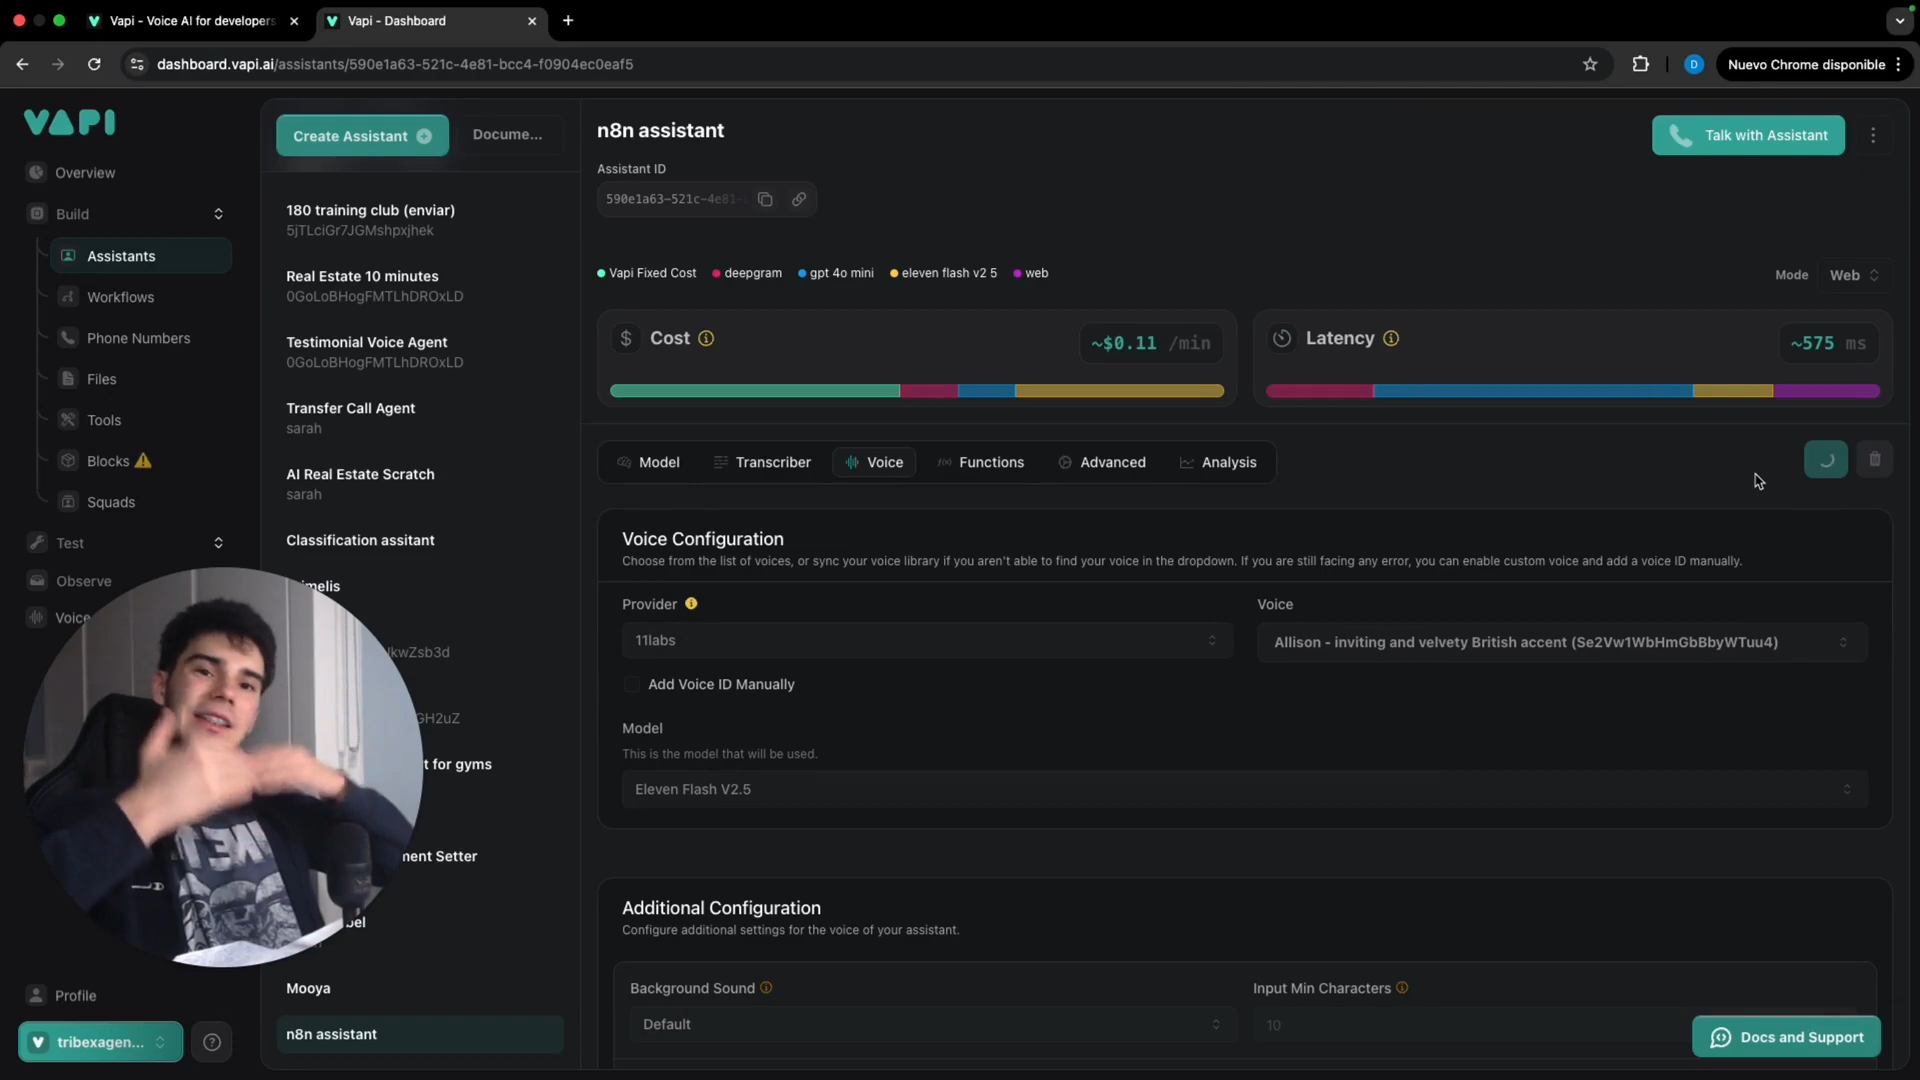 Vapi - Voice AI for developers
Vapi - Dashboard
dashboard.vapi.ai/assistants/590e1a63-521c-4e81-bcc4-f0904ec0eaf5
D
Nuevo Chrome disponible
VAPI
Overview
Build
Assistants
Workflows
Phone Numbers
Files
Tools
Blocks
Squads
Test
Observe
Voice
Profile
tribexagen...
Create Assistant
Docume...
180 training club (enviar)
5jTLciGr7JGMshpxjhek
Real Estate 10 minutes
0GoLoBHogFMTLhDROxLD
Testimonial Voice Agent
0GoLoBHogFMTLhDROxLD
Transfer Call Agent
sarah
AI Real Estate Scratch
sarah
Classification assitant
melis
kwZsb3d
GH2uZ
t for gyms
ment Setter
Mooya
n8n assistant
n8n assistant
Talk with Assistant
Assistant ID
590e1a63-521c-4e81-
Vapi Fixed Cost
deepgram
gpt 4o mini
eleven flash v2 5
web
Mode
Web
$ Cost
~$0.11 /min
Latency
~575 ms
Model
Transcriber
Voice
Functions
Advanced
Analysis
Voice Configuration
Choose from the list of voices, or sync your voice library if you aren't able to find your voice in the dropdown. If you are still facing any error, you can enable custom voice and add a voice ID manually.
Provider
11labs
Voice
Allison - inviting and velvety British accent (Se2Vw1WbHmGbBbyWTuu4)
Add Voice ID Manually
Model
This is the model that will be used.
Eleven Flash V2.5
Additional Configuration
Configure additional settings for the voice of your assistant.
Background Sound
Default
Input Min Characters
10
Docs and Support